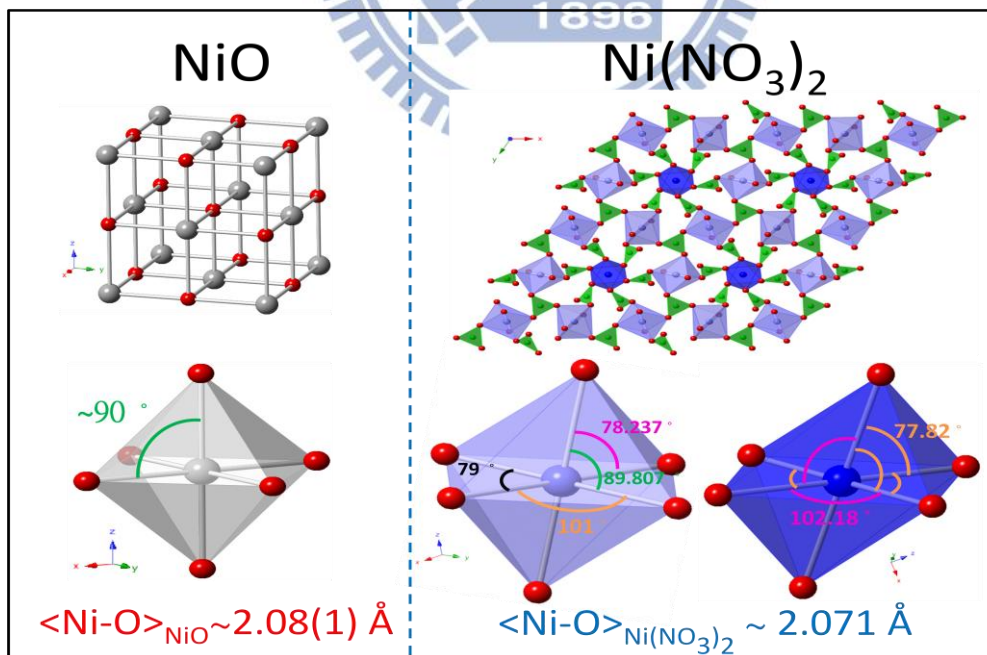 1896
NiO
Ni(NO₃)₂
z
x y
x
y
~90 °
78.237 °
79 °
89.807
101
77.82 °
102.18 °
z
x y
z
x y
<Ni-O>NiO~2.08(1) Å
<Ni-O>Ni(NO₃)₂ ~ 2.071 Å